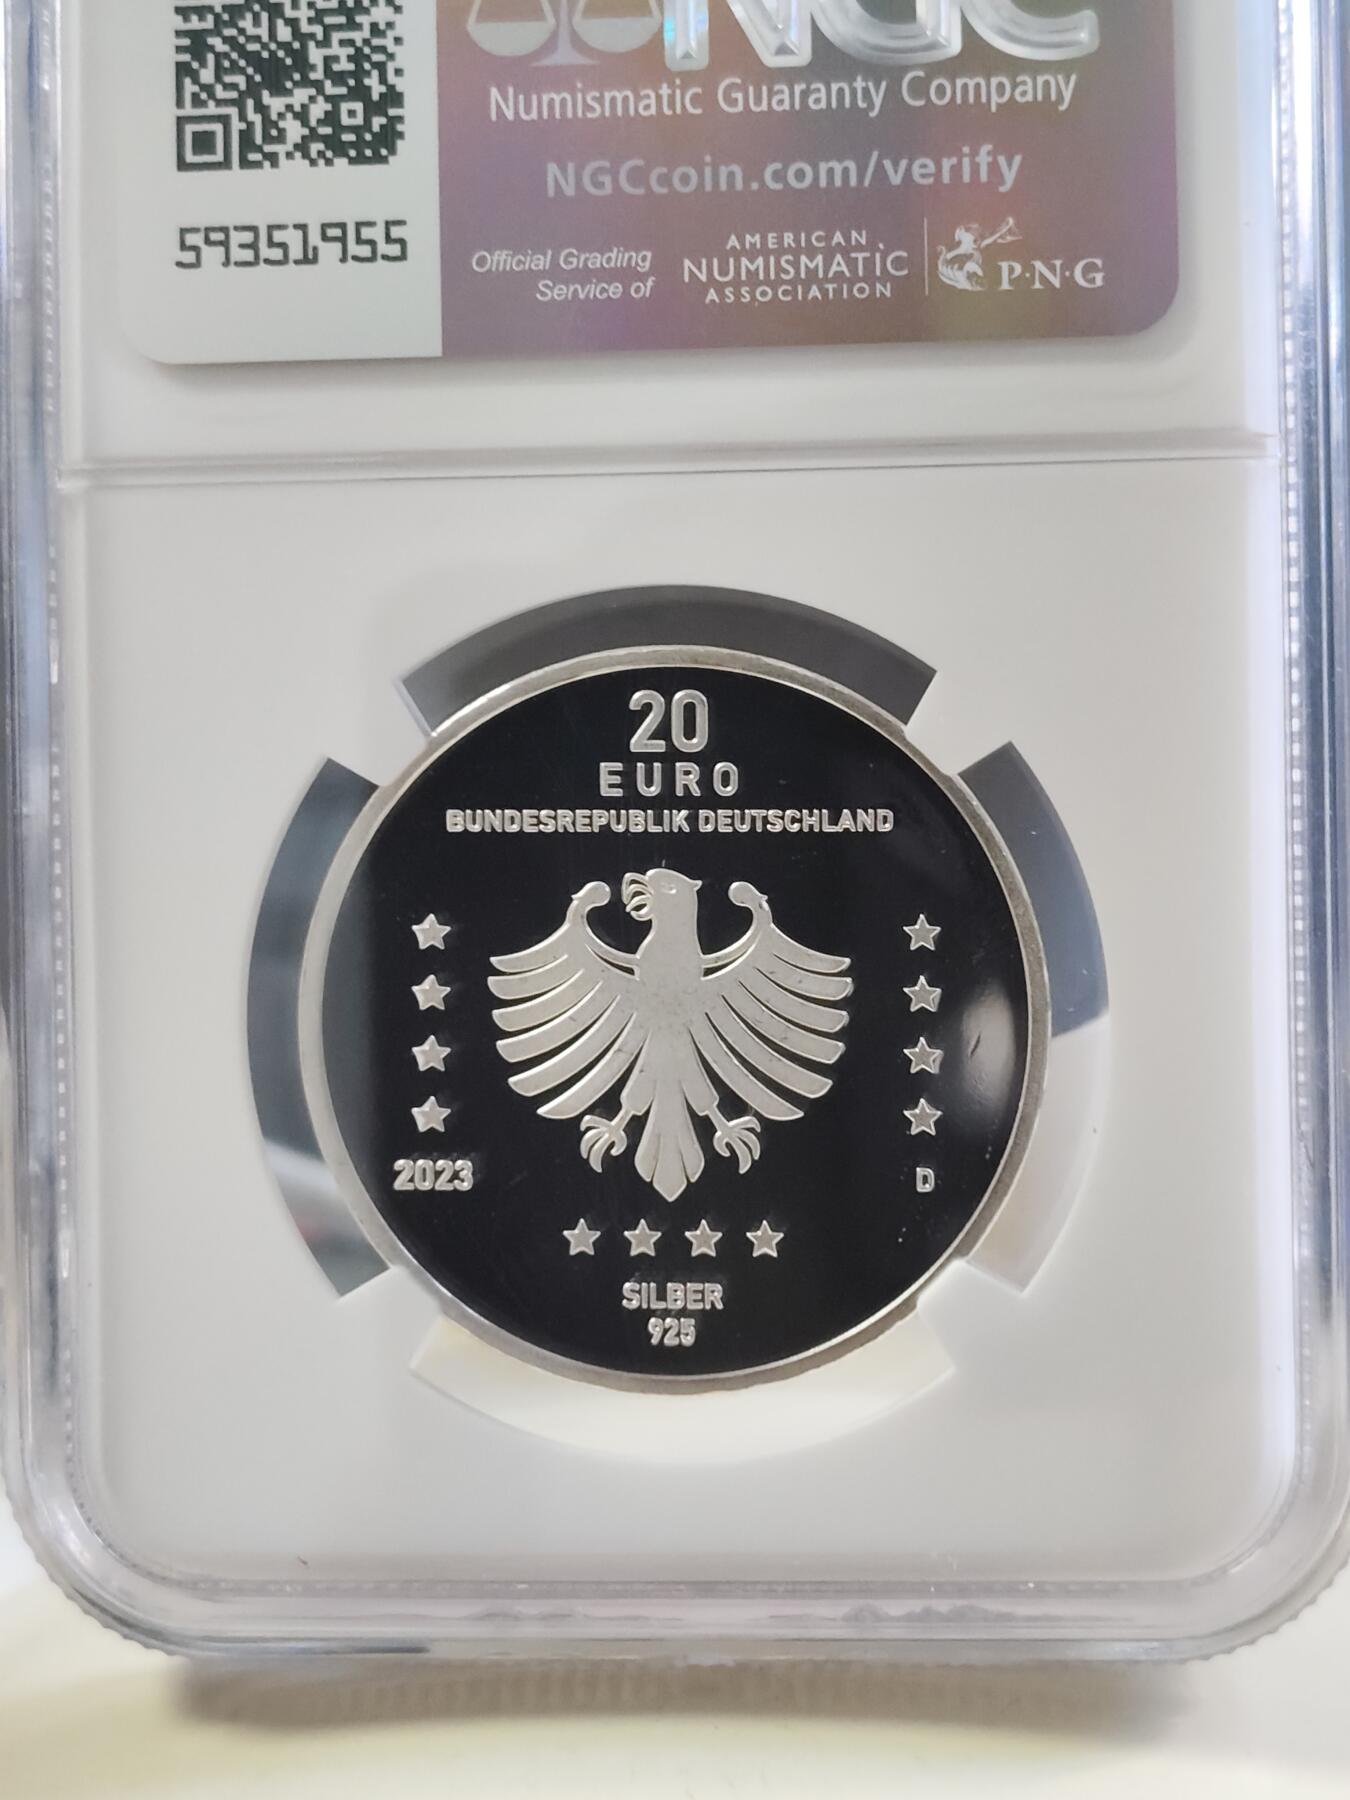 NGC
Numismatic Guaranty Company
NGCcoin.com/verify
59351955
Official Grading
Service of
AMERICAN
NUMISMATIC
ASSOCIATION
P·N·G
20
EURO
BUNDESREPUBLIK DEUTSCHLAND
2023
D
SILBER
925